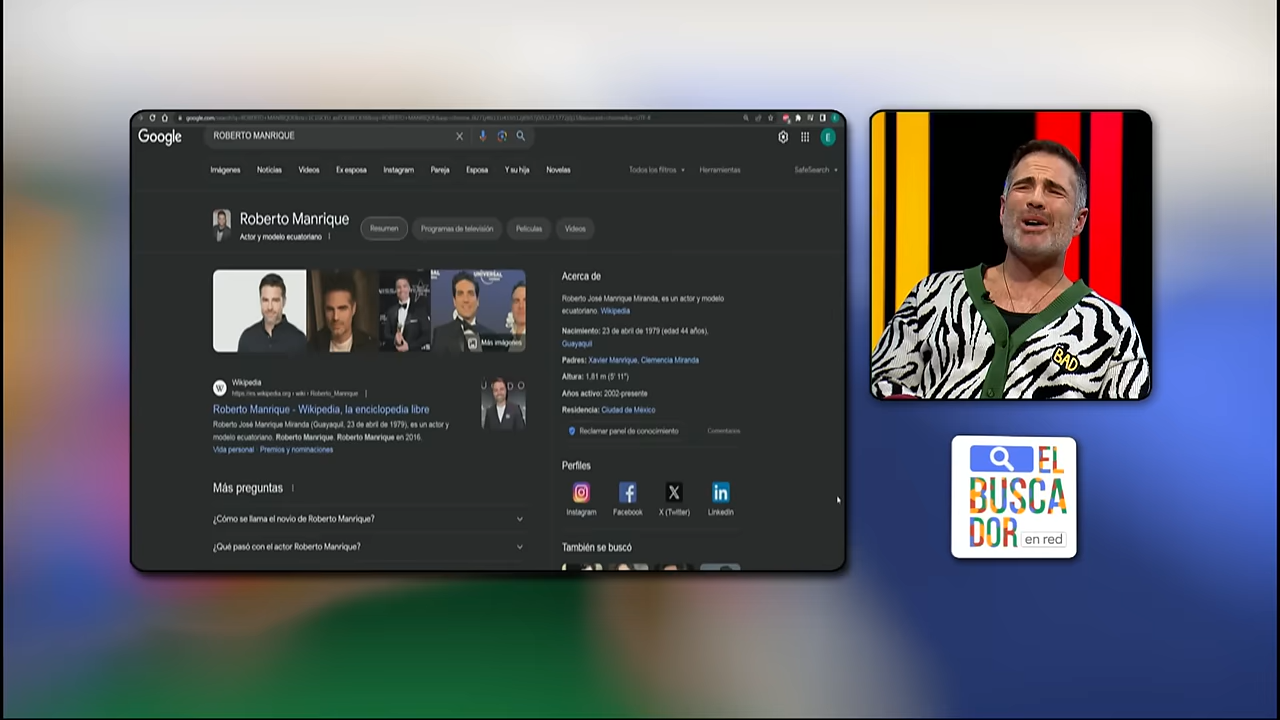 Google
ROBERTO MANRIQUE
Imágenes Noticias Videos Ex esposa Instagram Pareja Esposa Y su hija Novelas Todos los filtros Herramientas SafeSearch
Roberto Manrique
Actor y modelo ecuatoriano
Resumen Programas de televisión Películas Videos
UNIVERSAL
Más imágenes
W Wikipedia
https://es.wikipedia.org › wiki › Roberto_Manrique
Roberto Manrique - Wikipedia, la enciclopedia libre
Roberto José Manrique Miranda (Guayaquil, 23 de abril de 1979), es un actor y
modelo ecuatoriano. Roberto Manrique. Roberto Manrique en 2016.
Vida personal · Premios y nominaciones
Más preguntas
¿Cómo se llama el novio de Roberto Manrique?
¿Qué pasó con el actor Roberto Manrique?
Acerca de
Roberto José Manrique Miranda, es un actor y modelo
ecuatoriano. Wikipedia
Nacimiento: 23 de abril de 1979 (edad 44 años),
Guayaquil
Padres: Xavier Manrique, Clemencia Miranda
Altura: 1,81 m (5' 11")
Años activo: 2002-presente
Residencia: Ciudad de México
Reclamar panel de conocimiento Comentarios
Perfiles
Instagram Facebook X (Twitter) LinkedIn
También se buscó
E
BAD
EL
BUSCA
DOR en red